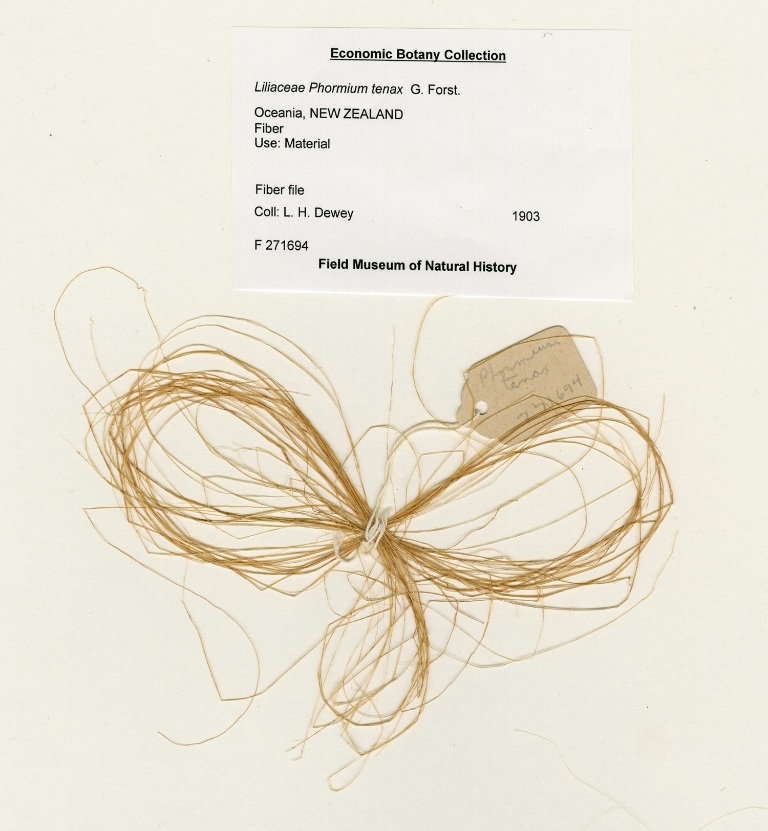 Economic Botany Collection
Liliaceae Phormium tenax G. Forst.
Oceania, NEW ZEALAND
Fiber
Use: Material
Fiber file
Coll: L. H. Dewey 1903
F 271694
Field Museum of Natural History
Phormium
tenax
271694